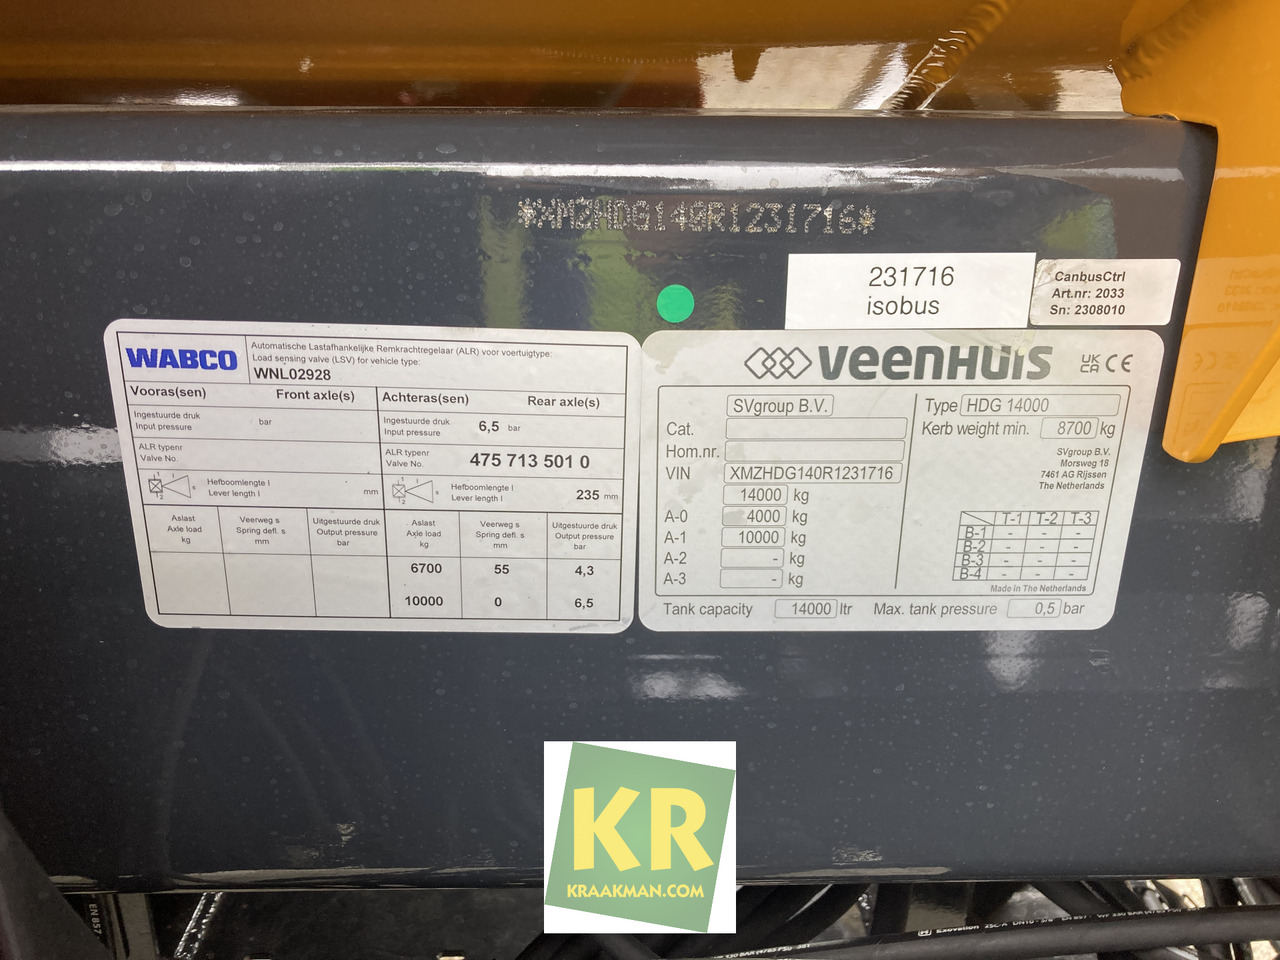 *XMZHDG140R1231716*
231716
isobus
CanbusCtrl
Art.nr: 2033
Sn: 2308010
WABCO
Automatische Lastafhankelijke Remkrachtregelaar (ALR) voor voertuigtype:
Load sensing valve (LSV) for vehicle type:
WNL02928
Vooras(sen) Front axle(s)
Achteras(sen) Rear axle(s)
Ingestuurde druk
Input pressure bar
Ingestuurde druk
Input pressure 6,5 bar
ALR typenr
Valve No.
ALR typenr
Valve No. 475 713 501 0
Hefboomlengte l
Lever length l mm
Hefboomlengte l
Lever length l 235 mm
Aslast
Axle load
kg
Veerweg s
Spring defl. s
mm
Uitgestuurde druk
Output pressure
bar
Aslast
Axle load
kg
Veerweg s
Spring defl. s
mm
Uitgestuurde druk
Output pressure
bar
6700 55 4,3
10000 0 6,5
VEENHUIS UKCA CE
SVgroup B.V.
Cat.
Hom.nr.
VIN XMZHDG140R1231716
14000 kg
A-0 4000 kg
A-1 10000 kg
A-2 - kg
A-3 - kg
Type HDG 14000
Kerb weight min. 8700 kg
SVgroup B.V.
Morsweg 18
7461 AG Rijssen
The Netherlands
T-1 T-2 T-3
B-1 - - -
B-2 - - -
B-3 - - -
B-4 - - -
Made in The Netherlands
Tank capacity 14000 ltr Max. tank pressure 0,5 bar
KR
KRAAKMAN.COM
EN 857